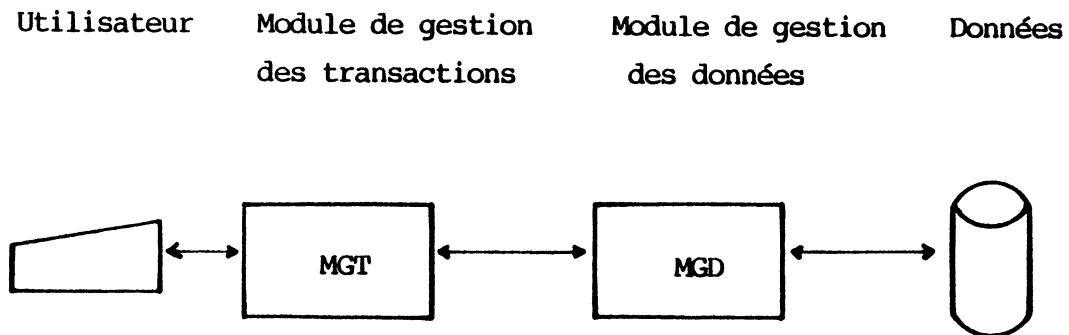 Utilisateur
Module de gestion
des transactions
Module de gestion
des données
Données
MGT
MGD